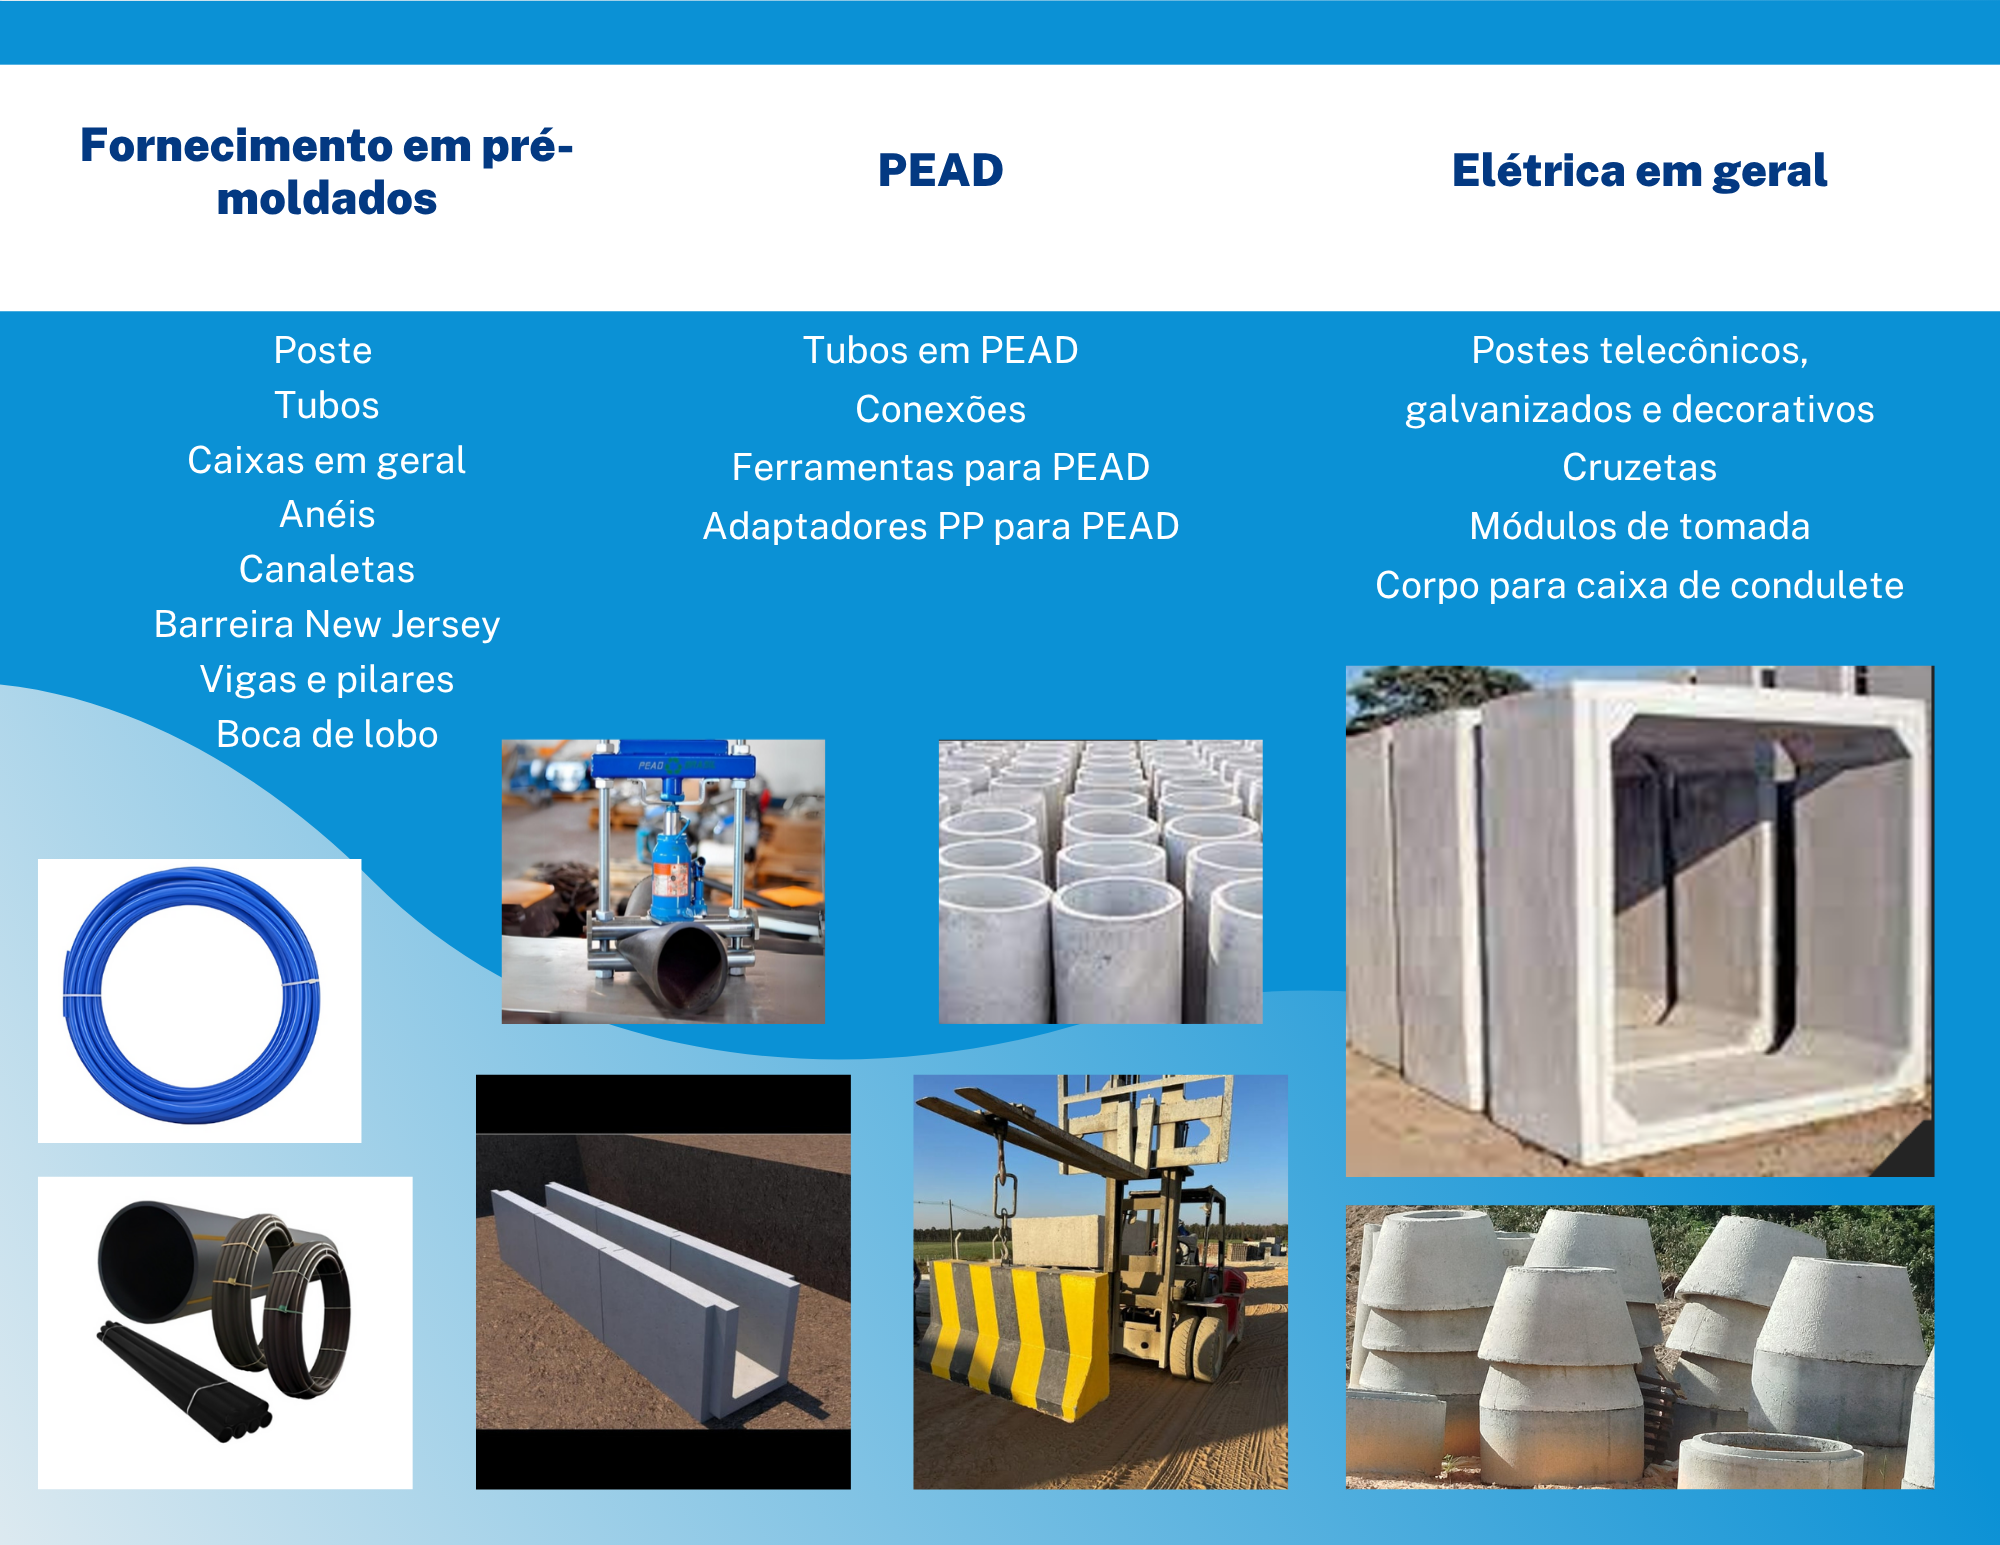 Fornecimento em pré-
moldados
PEAD
Elétrica em geral
Poste
Tubos
Caixas em geral
Anéis
Canaletas
Barreira New Jersey
Vigas e pilares
Boca de lobo
Tubos em PEAD
Conexões
Ferramentas para PEAD
Adaptadores PP para PEAD
Postes telecônicos,
galvanizados e decorativos
Cruzetas
Módulos de tomada
Corpo para caixa de condulete
PEAD